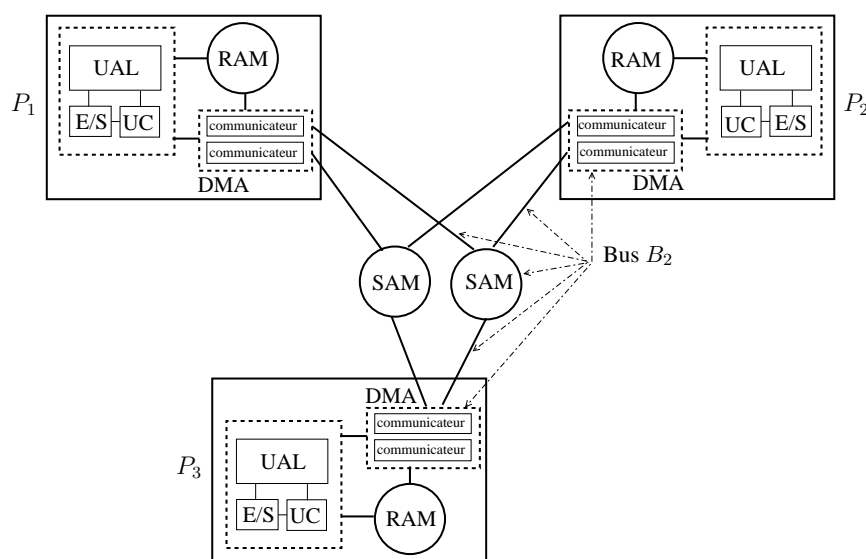 UAL
RAM
P₁
E/S
UC
communicateur
communicateur
DMA
RAM
UAL
communicateur
communicateur
UC
E/S
P₂
DMA
Bus B₂
SAM
SAM
DMA
communicateur
communicateur
UAL
P₃
E/S
UC
RAM